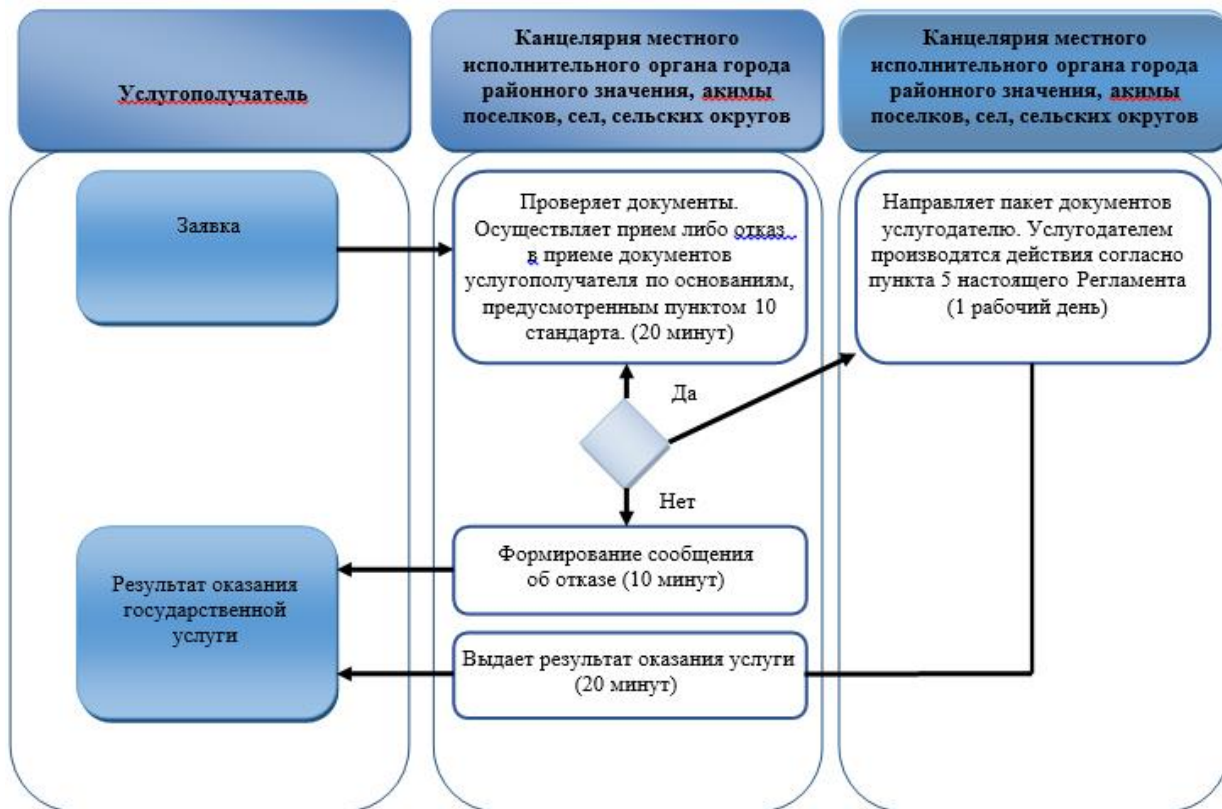 Услугополучатель
Канцелярия местного
исполнительного органа города
районного значения, акимы
поселков, сел, сельских округов
Канцелярия местного
исполнительного органа города
районного значения, акимы
поселков, сел, сельских округов
Заявка
Проверяет документы.
Осуществляет прием либо отказ
в приеме документов
услугополучателя по основаниям,
предусмотренным пунктом 10
стандарта. (20 минут)
Направляет пакет документов
услугодателю. Услугодателем
производятся действия согласно
пункта 5 настоящего Регламента
(1 рабочий день)
Да
Нет
Формирование сообщения
об отказе (10 минут)
Результат оказания
государственной
услуги
Выдает результат оказания услуги
(20 минут)